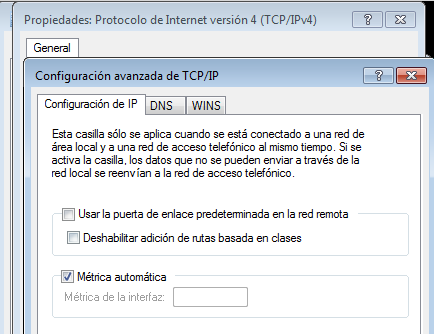 Propiedades: Protocolo de Internet versión 4 (TCP/IPv4)
General
Configuración avanzada de TCP/IP
Configuración de IP DNS WINS
Esta casilla sólo se aplica cuando se está conectado a una red de
área local y a una red de acceso telefónico al mismo tiempo. Si se
activa la casilla, los datos que no se pueden enviar a través de la
red local se reenvían a la red de acceso telefónico.
Usar la puerta de enlace predeterminada en la red remota
Deshabilitar adición de rutas basada en clases
Métrica automática
Métrica de la interfaz: